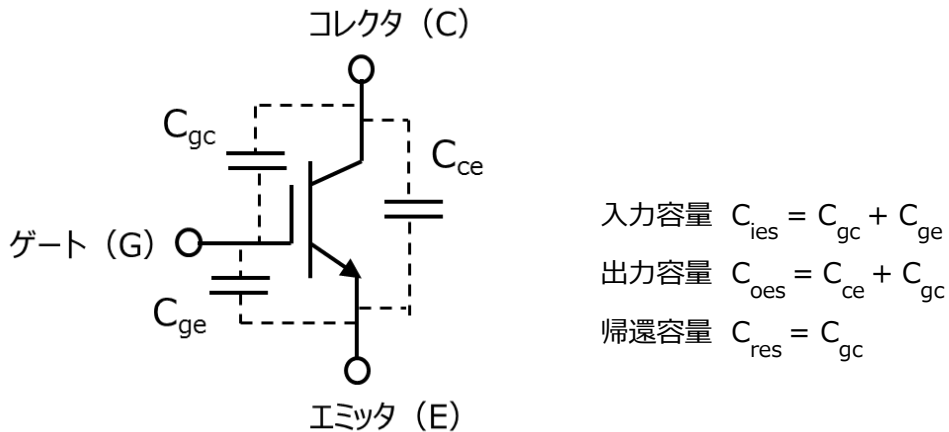 コレクタ（C）
Cgc
Cce
ゲート（G）
Cge
エミッタ（E）
入力容量 Cies = Cgc + Cge
出力容量 Coes = Cce + Cgc
帰還容量 Cres = Cgc